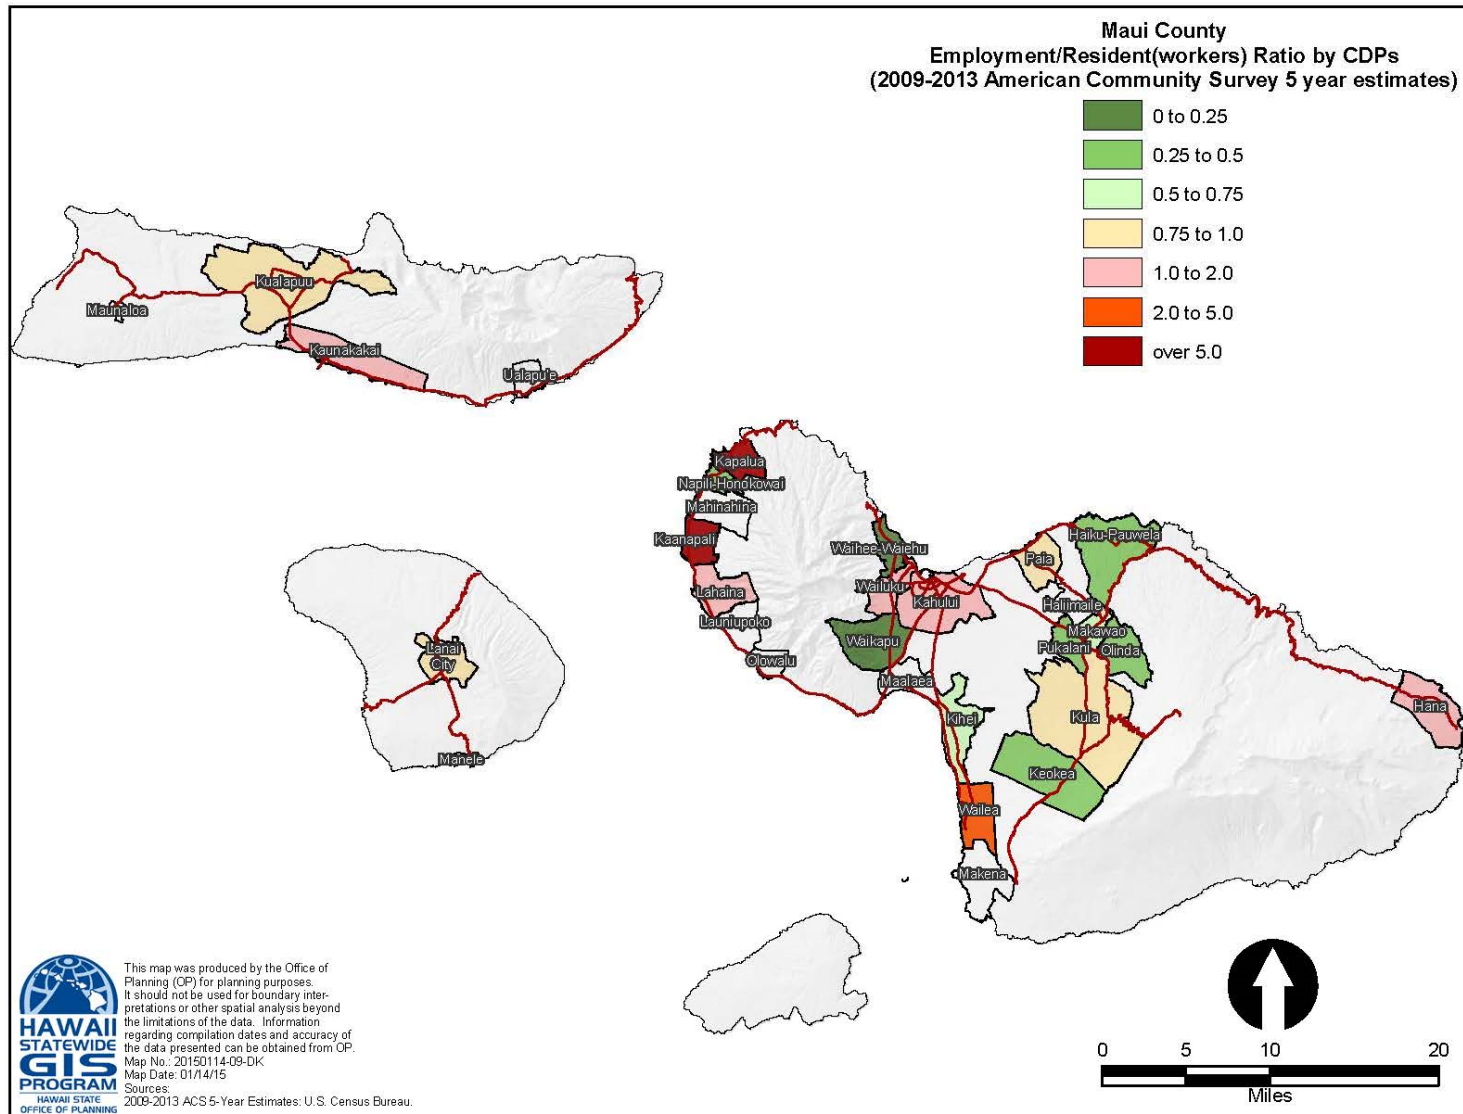 Maui County
Employment/Resident(workers) Ratio by CDPs
(2009-2013 American Community Survey 5 year estimates)
0 to 0.25
0.25 to 0.5
0.5 to 0.75
0.75 to 1.0
1.0 to 2.0
2.0 to 5.0
over 5.0
Kualapuu
Maunaloa
Kaunakakai
Ualapu'e
Kapalua
Napili-Honokowai
Mahinahina
Kaanapali
Waihee-Waiehu
Haiku-Pauwela
Paia
Lahaina
Wailuku
Kahului
Haliimaile
Launiupoko
Waikapu
Makawao
Pukalani
Olinda
Lanai
City
Olowalu
Maalaea
Kihei
Kula
Hana
Manele
Keokea
Wailea
Makena
This map was produced by the Office of
Planning (OP) for planning purposes.
It should not be used for boundary inter-
pretations or other spatial analysis beyond
the limitations of the data. Information
regarding compilation dates and accuracy of
the data presented can be obtained from OP.
Map No.: 20150114-09-DK
Map Date: 01/14/15
Sources:
2009-2013 ACS 5-Year Estimates: U.S. Census Bureau.
HAWAII
STATEWIDE
GIS
PROGRAM
HAWAII STATE
OFFICE OF PLANNING
0 5 10 20
Miles